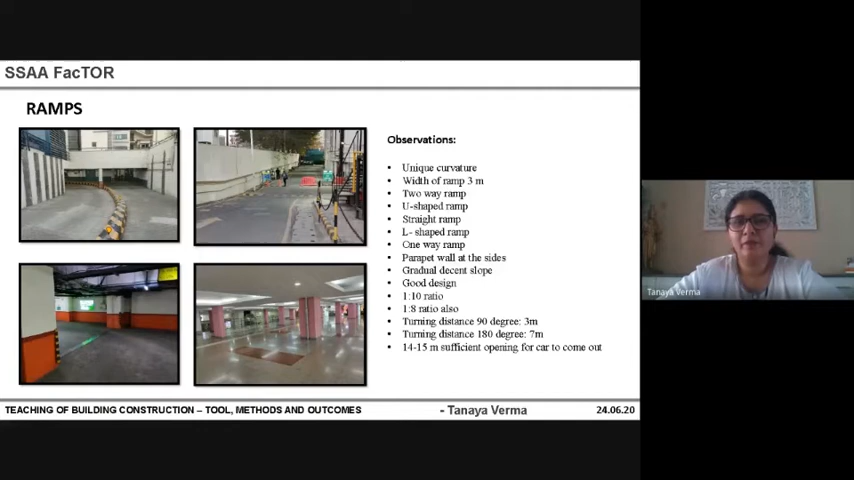 SSAA FacTOR
RAMPS
Observations:
▪ Unique curvature
▪ Width of ramp 3 m
▪ Two way ramp
▪ U-shaped ramp
▪ Straight ramp
▪ L- shaped ramp
▪ One way ramp
▪ Parapet wall at the sides
▪ Gradual decent slope
▪ Good design
▪ 1:10 ratio
▪ 1:8 ratio also
▪ Turning distance 90 degree: 3m
▪ Turning distance 180 degree: 7m
▪ 14-15 m sufficient opening for car to come out
Tanaya Verma
TEACHING OF BUILDING CONSTRUCTION – TOOL, METHODS AND OUTCOMES
- Tanaya Verma
24.06.20